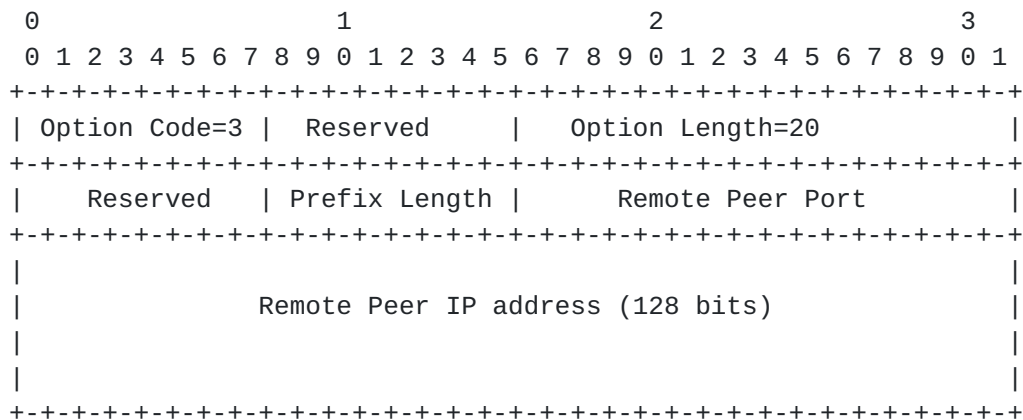 0                   1                   2                   3
 0 1 2 3 4 5 6 7 8 9 0 1 2 3 4 5 6 7 8 9 0 1 2 3 4 5 6 7 8 9 0 1
+-+-+-+-+-+-+-+-+-+-+-+-+-+-+-+-+-+-+-+-+-+-+-+-+-+-+-+-+-+-+-+-+
| Option Code=3 |  Reserved     |   Option Length=20            |
+-+-+-+-+-+-+-+-+-+-+-+-+-+-+-+-+-+-+-+-+-+-+-+-+-+-+-+-+-+-+-+-+
|    Reserved   | Prefix Length |      Remote Peer Port         |
+-+-+-+-+-+-+-+-+-+-+-+-+-+-+-+-+-+-+-+-+-+-+-+-+-+-+-+-+-+-+-+-+
|                                                               |
|               Remote Peer IP address (128 bits)               |
|                                                               |
|                                                               |
+-+-+-+-+-+-+-+-+-+-+-+-+-+-+-+-+-+-+-+-+-+-+-+-+-+-+-+-+-+-+-+-+